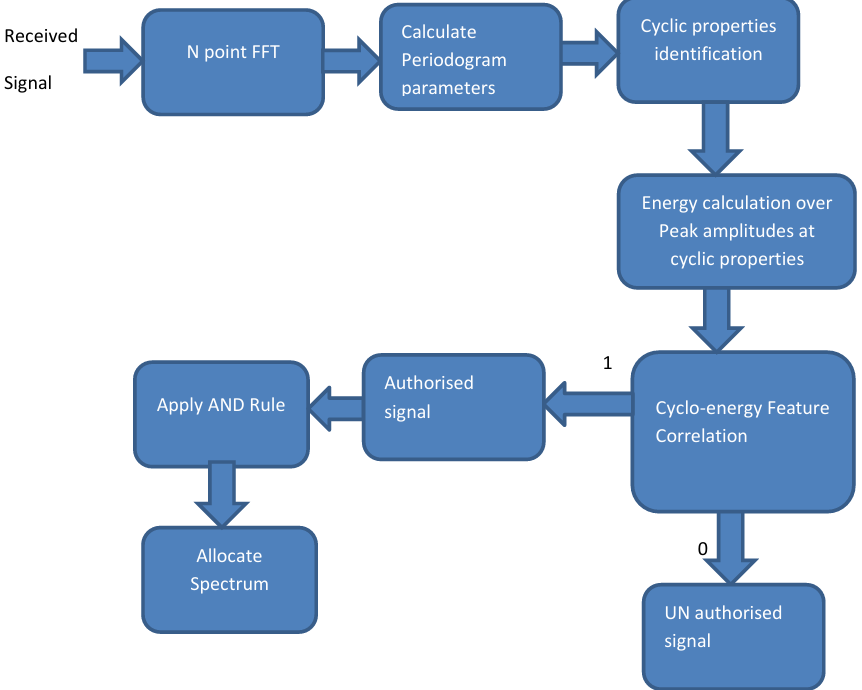 Received
Signal
N point FFT
Calculate
Periodogram
parameters
Cyclic properties
identification
Energy calculation over
Peak amplitudes at
cyclic properties
1
Cyclo-energy Feature
Correlation
Authorised
signal
Apply AND Rule
Allocate
Spectrum
0
UN authorised
signal